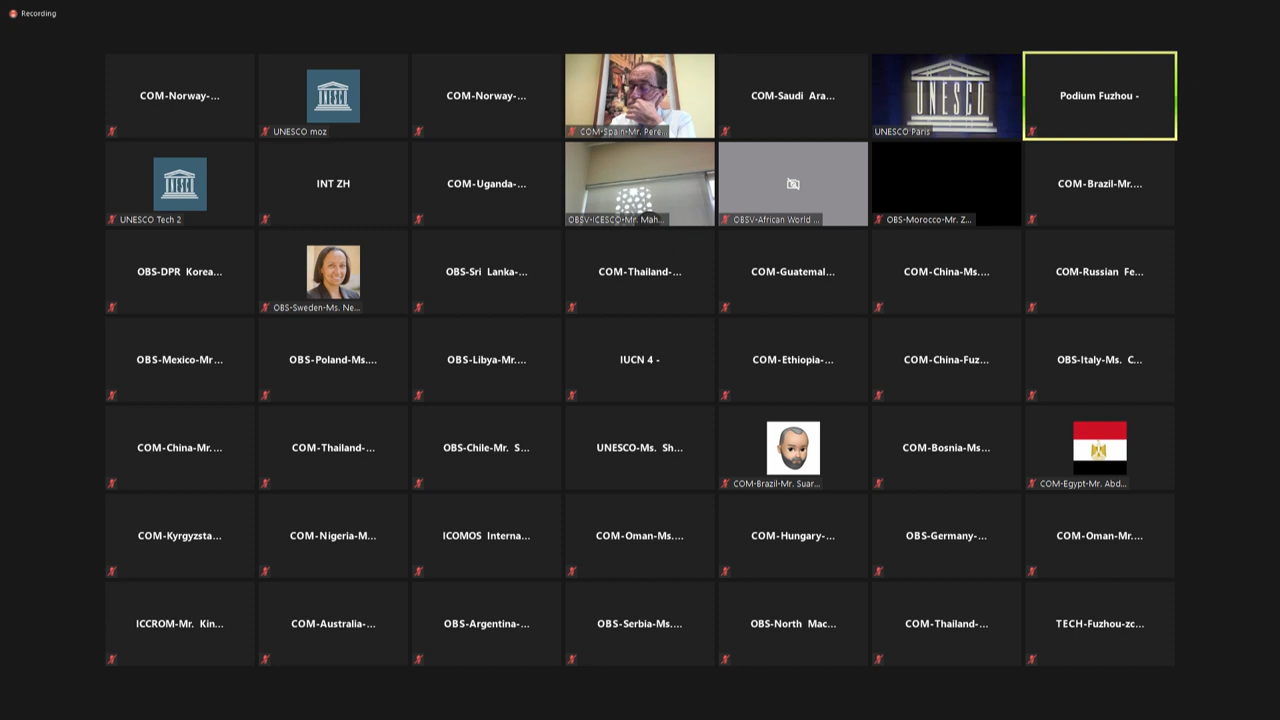 Recording
COM-Norway-...
UNESCO moz
COM-Norway-...
COM-Spain-Mr. Pere...
COM-Saudi Ara...
UNESCO
UNESCO Paris
Podium Fuzhou -
UNESCO Tech 2
INT ZH
COM-Uganda-...
OBSV-ICESCO-Mr. Mah...
OBSV-African World ...
OBS-Morocco-Mr. Z...
COM-Brazil-Mr....
OBS-DPR Korea...
OBS-Sweden-Ms. Ne...
OBS-Sri Lanka-...
COM-Thailand-...
COM-Guatemal...
COM-China-Ms....
COM-Russian Fe...
OBS-Mexico-Mr...
OBS-Poland-Ms....
OBS-Libya-Mr....
IUCN 4 -
COM-Ethiopia-...
COM-China-Fuz...
OBS-Italy-Ms. C...
COM-China-Mr....
COM-Thailand-...
OBS-Chile-Mr. S...
UNESCO-Ms. Sh...
COM-Brazil-Mr. Suar...
COM-Bosnia-Ms...
COM-Egypt-Mr. Abd...
COM-Kyrgyzsta...
COM-Nigeria-M...
ICOMOS Interna...
COM-Oman-Ms....
COM-Hungary-...
OBS-Germany-...
COM-Oman-Mr....
ICCROM-Mr. Kin...
COM-Australia-...
OBS-Argentina-...
OBS-Serbia-Ms....
OBS-North Mac...
COM-Thailand-...
TECH-Fuzhou-zc...